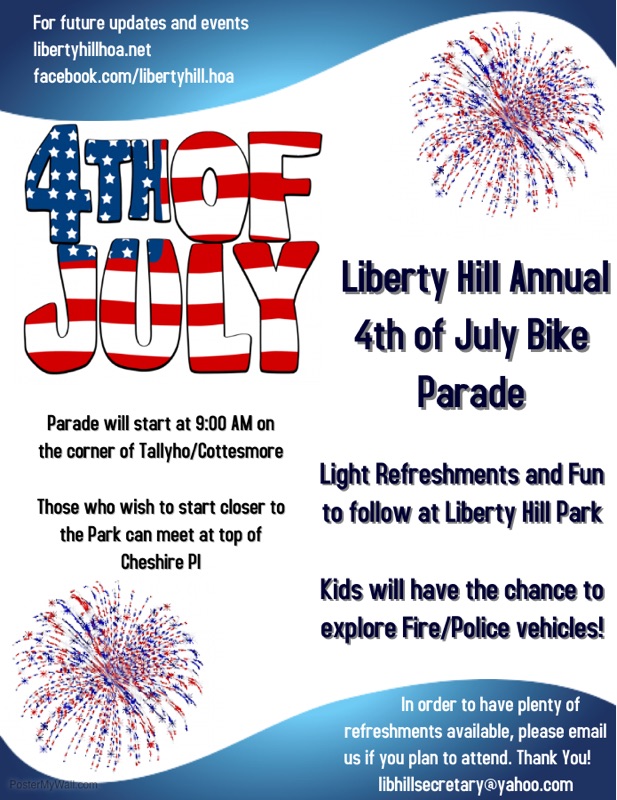 For future updates and events
libertyhillhoa.net
facebook.com/libertyhill.hoa
4TH OF
JULY
Liberty Hill Annual
4th of July Bike
Parade
Parade will start at 9:00 AM on
the corner of Tallyho/Cottesmore
Those who wish to start closer to
the Park can meet at top of
Cheshire Pl
Light Refreshments and Fun
to follow at Liberty Hill Park
Kids will have the chance to
explore Fire/Police vehicles!
In order to have plenty of
refreshments available, please email
us if you plan to attend. Thank You!
libhillsecretary@yahoo.com
PosterMyWall.com